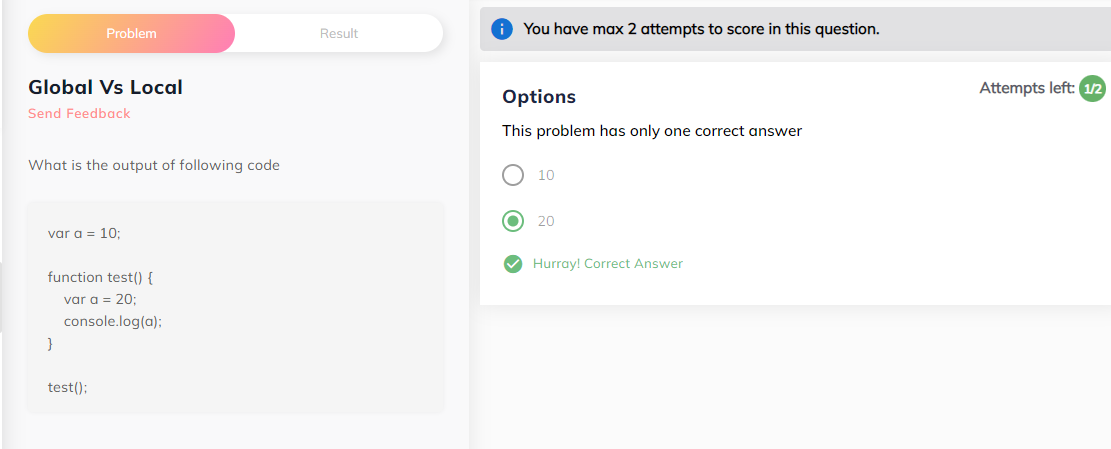 Problem
Result
Global Vs Local
Send Feedback
What is the output of following code
var a = 10;
function test() {
    var a = 20;
    console.log(a);
}
test();
You have max 2 attempts to score in this question.
Attempts left: 1/2
Options
This problem has only one correct answer
10
20
Hurray! Correct Answer